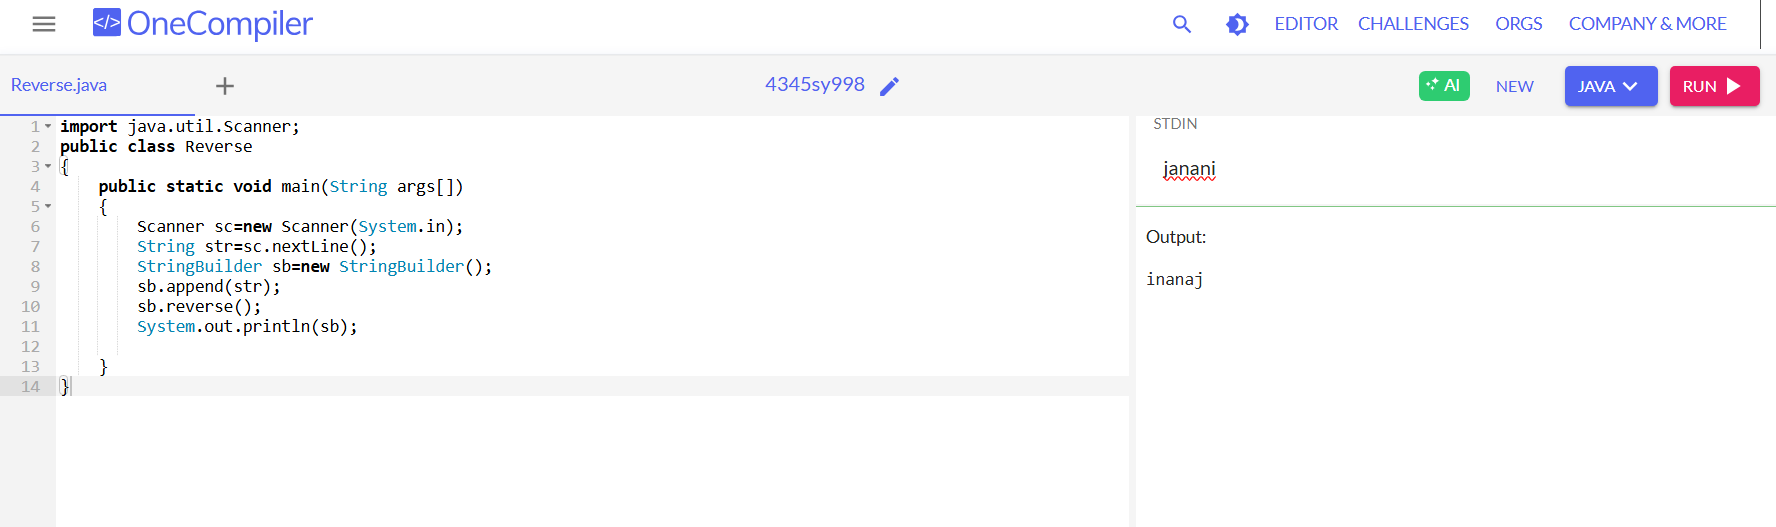 </> OneCompiler
EDITOR CHALLENGES ORGS COMPANY & MORE
Reverse.java + 4345sy998 AI NEW JAVA RUN
1 import java.util.Scanner;
2 public class Reverse
3 {
4     public static void main(String args[])
5     {
6         Scanner sc=new Scanner(System.in);
7         String str=sc.nextLine();
8         StringBuilder sb=new StringBuilder();
9         sb.append(str);
10         sb.reverse();
11         System.out.println(sb);
12
13     }
14 }
STDIN
janani
Output:
inanaj